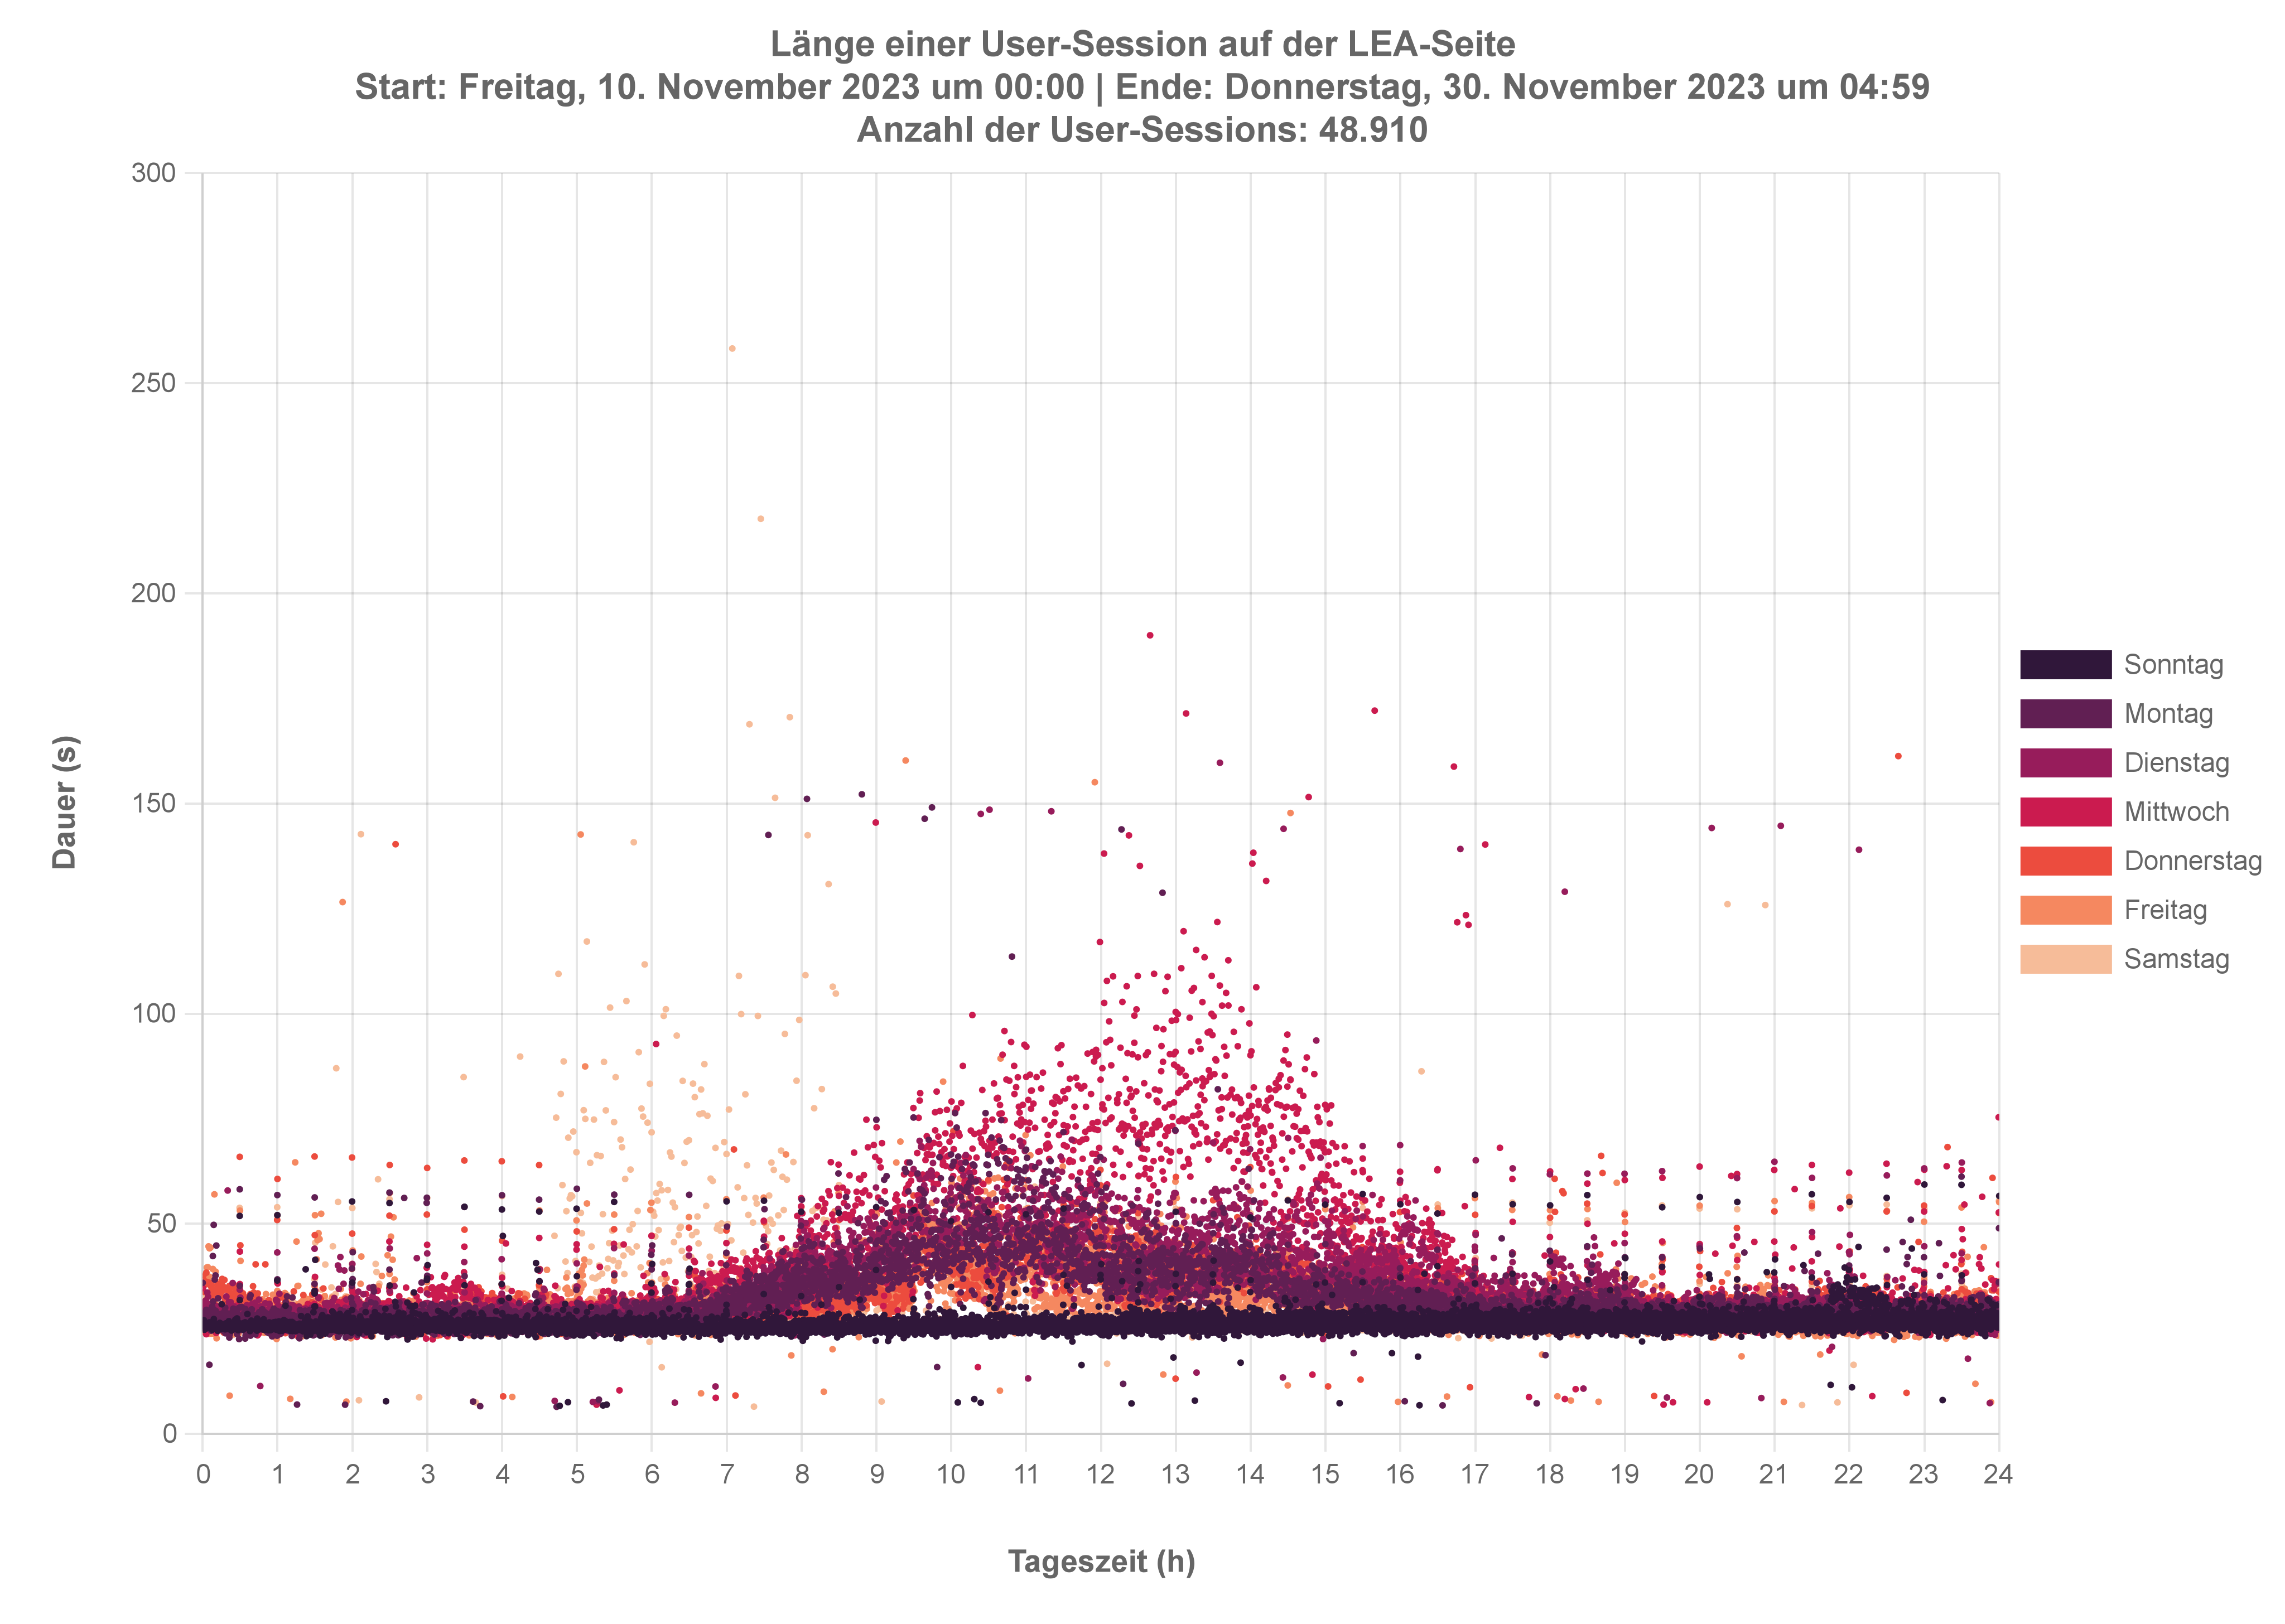 Länge einer User-Session auf der LEA-Seite
Start: Freitag, 10. November 2023 um 00:00 | Ende: Donnerstag, 30. November 2023 um 04:59
Anzahl der User-Sessions: 48.910
Dauer (s)
300
250
200
150
100
50
0
0 1 2 3 4 5 6 7 8 9 10 11 12 13 14 15 16 17 18 19 20 21 22 23 24
Tageszeit (h)
Sonntag
Montag
Dienstag
Mittwoch
Donnerstag
Freitag
Samstag